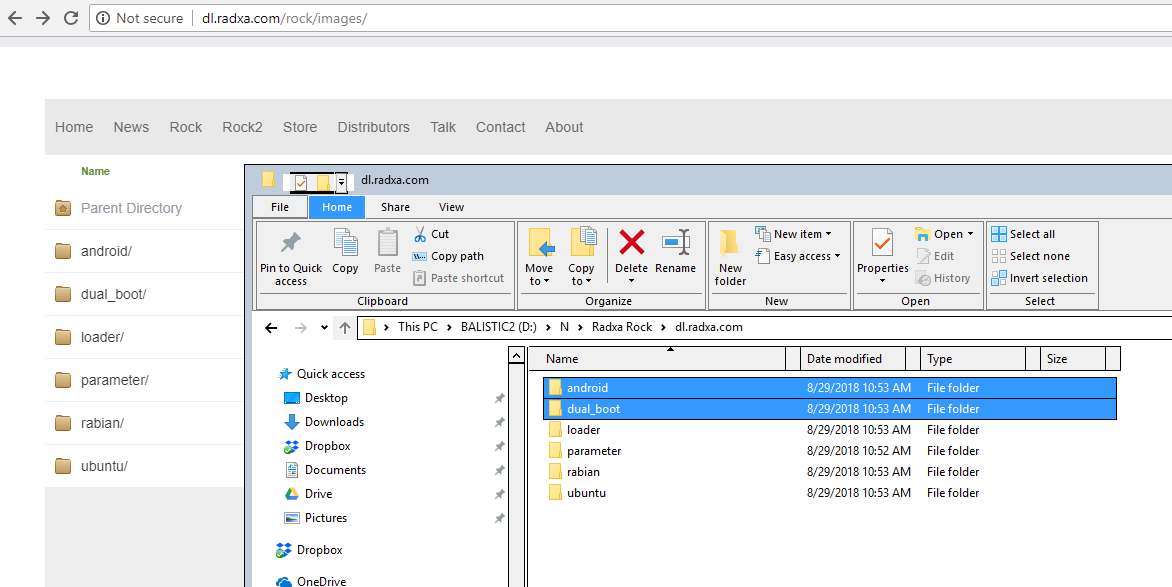 Not secure dl.radxa.com/rock/images/
Home News Rock Rock2 Store Distributors Talk Contact About
Name
Parent Directory
android/
dual_boot/
loader/
parameter/
rabian/
ubuntu/
dl.radxa.com
File Home Share View
Pin to Quick access
Copy
Paste
Cut
Copy path
Paste shortcut
Clipboard
Move to
Copy to
Delete
Rename
Organize
New folder
New item
Easy access
New
Properties
Open
Edit
History
Open
Select all
Select none
Invert selection
Select
This PC BALISTIC2 (D:) N Radxa Rock dl.radxa.com
Quick access
Desktop
Downloads
Dropbox
Documents
Drive
Pictures
Dropbox
OneDrive
Name Date modified Type Size
android 8/29/2018 10:53 AM File folder
dual_boot 8/29/2018 10:53 AM File folder
loader 8/29/2018 10:53 AM File folder
parameter 8/29/2018 10:52 AM File folder
rabian 8/29/2018 10:53 AM File folder
ubuntu 8/29/2018 10:53 AM File folder